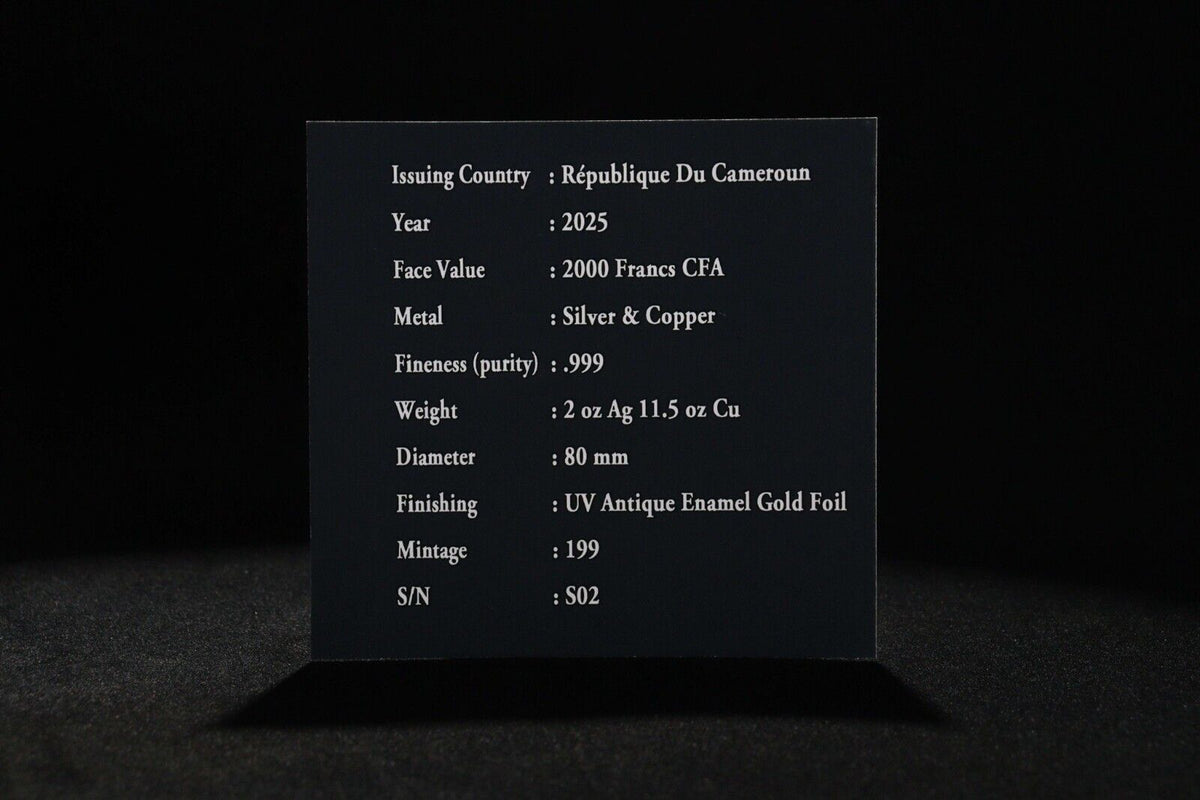 Issuing Country : République Du Cameroun
Year : 2025
Face Value : 2000 Francs CFA
Metal : Silver & Copper
Fineness (purity) : .999
Weight : 2 oz Ag 11.5 oz Cu
Diameter : 80 mm
Finishing : UV Antique Enamel Gold Foil
Mintage : 199
S/N : S02